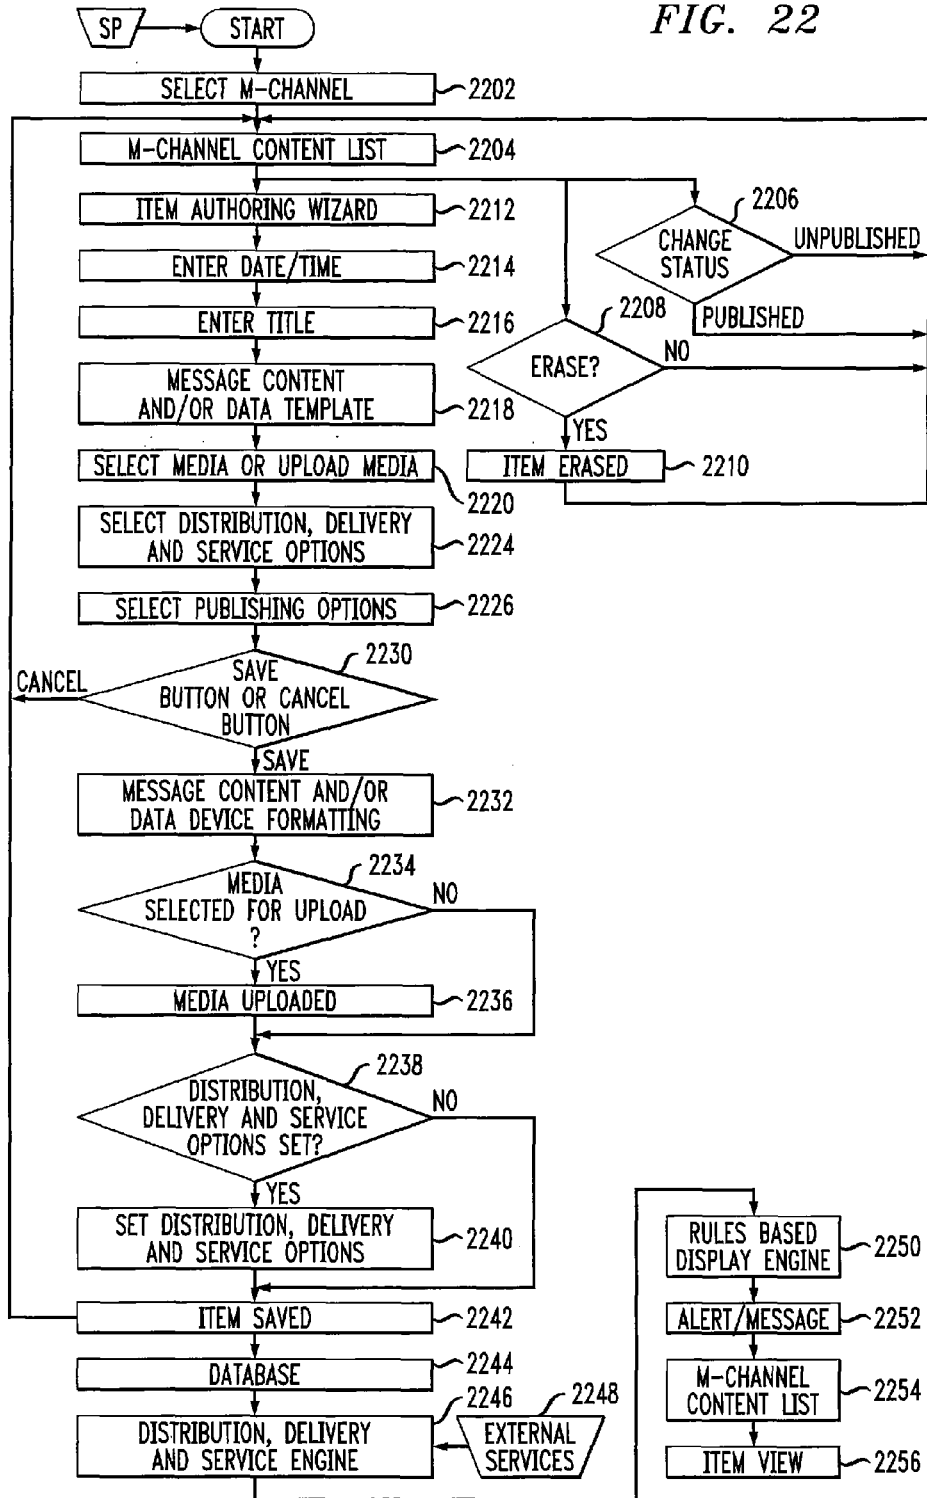 FIG. 22
SP
START
SELECT M-CHANNEL
2202
M-CHANNEL CONTENT LIST
2204
ITEM AUTHORING WIZARD
2212
ENTER DATE/TIME
2214
ENTER TITLE
2216
MESSAGE CONTENT
AND/OR DATA TEMPLATE
2218
SELECT MEDIA OR UPLOAD MEDIA
2220
SELECT DISTRIBUTION, DELIVERY
AND SERVICE OPTIONS
2224
SELECT PUBLISHING OPTIONS
2226
2206
CHANGE
STATUS
UNPUBLISHED
PUBLISHED
2208
ERASE?
NO
YES
ITEM ERASED
2210
2230
SAVE
BUTTON OR CANCEL
BUTTON
CANCEL
SAVE
MESSAGE CONTENT AND/OR
DATA DEVICE FORMATTING
2232
2234
MEDIA
SELECTED FOR UPLOAD
?
NO
YES
MEDIA UPLOADED
2236
2238
DISTRIBUTION,
DELIVERY AND SERVICE
OPTIONS SET?
NO
YES
SET DISTRIBUTION, DELIVERY
AND SERVICE OPTIONS
2240
ITEM SAVED
2242
DATABASE
2244
2246
DISTRIBUTION, DELIVERY
AND SERVICE ENGINE
2248
EXTERNAL
SERVICES
RULES BASED
DISPLAY ENGINE
2250
ALERT/MESSAGE
2252
M-CHANNEL
CONTENT LIST
2254
ITEM VIEW
2256